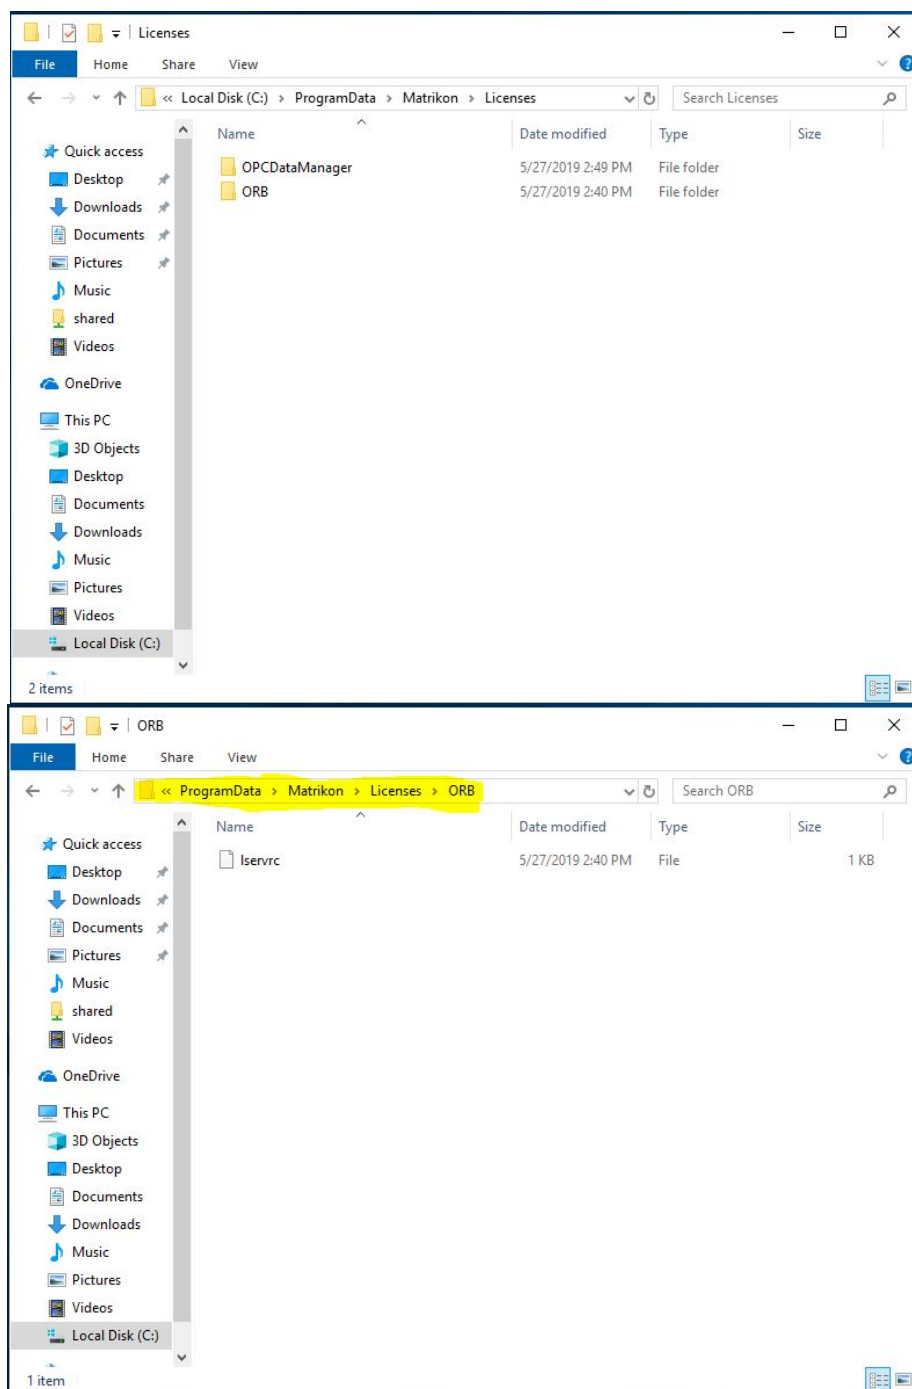 Licenses
File Home Share View
« Local Disk (C:) › ProgramData › Matrikon › Licenses
Search Licenses
Name Date modified Type Size
OPCDataManager 5/27/2019 2:49 PM File folder
ORB 5/27/2019 2:40 PM File folder
Quick access
Desktop
Downloads
Documents
Pictures
Music
shared
Videos
OneDrive
This PC
3D Objects
Desktop
Documents
Downloads
Music
Pictures
Videos
Local Disk (C:)
2 items
ORB
File Home Share View
« ProgramData › Matrikon › Licenses › ORB
Search ORB
Name Date modified Type Size
lservrc 5/27/2019 2:40 PM File 1 KB
Quick access
Desktop
Downloads
Documents
Pictures
Music
shared
Videos
OneDrive
This PC
3D Objects
Desktop
Documents
Downloads
Music
Pictures
Videos
Local Disk (C:)
1 item